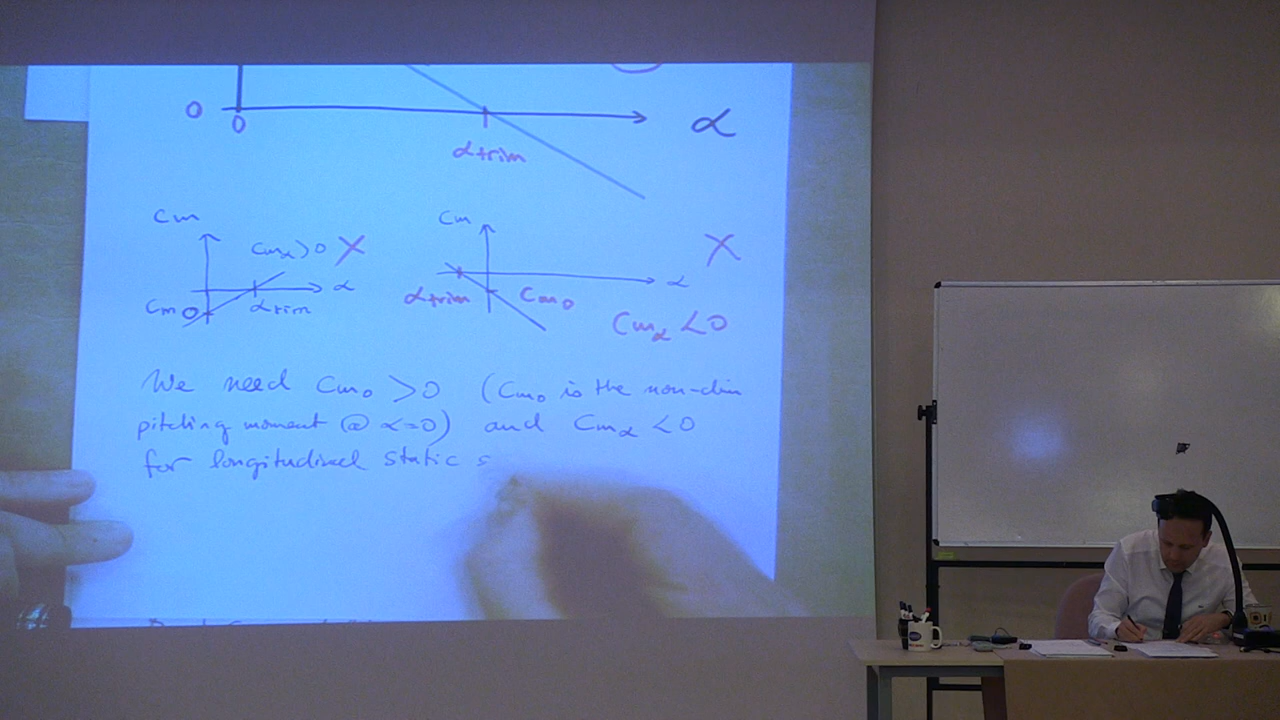 0 α
0
αtrim
Cm Cm
Cmα>0 X X
α α
Cm0 αtrim αtrim Cm0
Cmα <0
We need Cm0 >0 (Cm0 is the non-dim
pitching moment @ α=0) and Cmα <0
for longitudinal static s